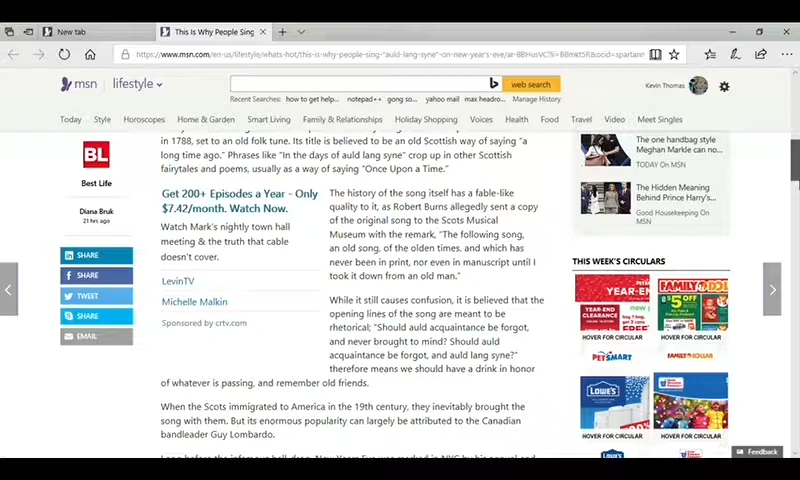 New tab
This Is Why People Sing
https://www.msn.com/en-us/lifestyle/whats-hot/this-is-why-people-sing-"auld-lang-syne"-on-new-year's-eve/ar-BBHusVC?li=BBmkt5R&ocid=spartann
msn lifestyle
web search
Kevin Thomas
Recent Searches: how to get help... notepad++ gong so... yahoo mail max headro... Manage History
Today Style Horoscopes Home & Garden Smart Living Family & Relationships Holiday Shopping Voices Health Food Travel Video Meet Singles
in 1788, set to an old folk tune. Its title is believed to be an old Scottish way of saying "a
long time ago." Phrases like "In the days of auld lang syne" crop up in other Scottish
fairytales and poems, usually as a way of saying "Once Upon a Time."
BL
Best Life
Diana Bruk
21 hrs ago
SHARE
SHARE
TWEET
SHARE
EMAIL
Get 200+ Episodes a Year - Only
$7.42/month. Watch Now.
Watch Mark's nightly town hall
meeting & the truth that cable
doesn't cover.
LevinTV
Michelle Malkin
Sponsored by crtv.com
The history of the song itself has a fable-like
quality to it, as Robert Burns allegedly sent a copy
of the original song to the Scots Musical
Museum with the remark, "The following song,
an old song, of the olden times, and which has
never been in print, nor even in manuscript until I
took it down from an old man."
While it still causes confusion, it is believed that the
opening lines of the song are meant to be
rhetorical; "Should auld acquaintance be forgot,
and never brought to mind? Should auld
acquaintance be forgot, and auld lang syne?"
therefore means we should have a drink in honor
of whatever is passing, and remember old friends.
When the Scots immigrated to America in the 19th century, they inevitably brought the
song with them. But its enormous popularity can largely be attributed to the Canadian
bandleader Guy Lombardo.
The one handbag style
Meghan Markle can no...
TODAY On MSN
The Hidden Meaning
Behind Prince Harry's...
Good Housekeeping On
MSN
THIS WEEK'S CIRCULARS
YEAR-END
CLEARANCE
HOVER FOR CIRCULAR
PETSMART
FAMILY
$5 OFF
HOVER FOR CIRCULAR
FAMILY DOLLAR
LOWE'S
HOVER FOR CIRCULAR
HOVER FOR CIRCULAR
LOWE'S
Feedback